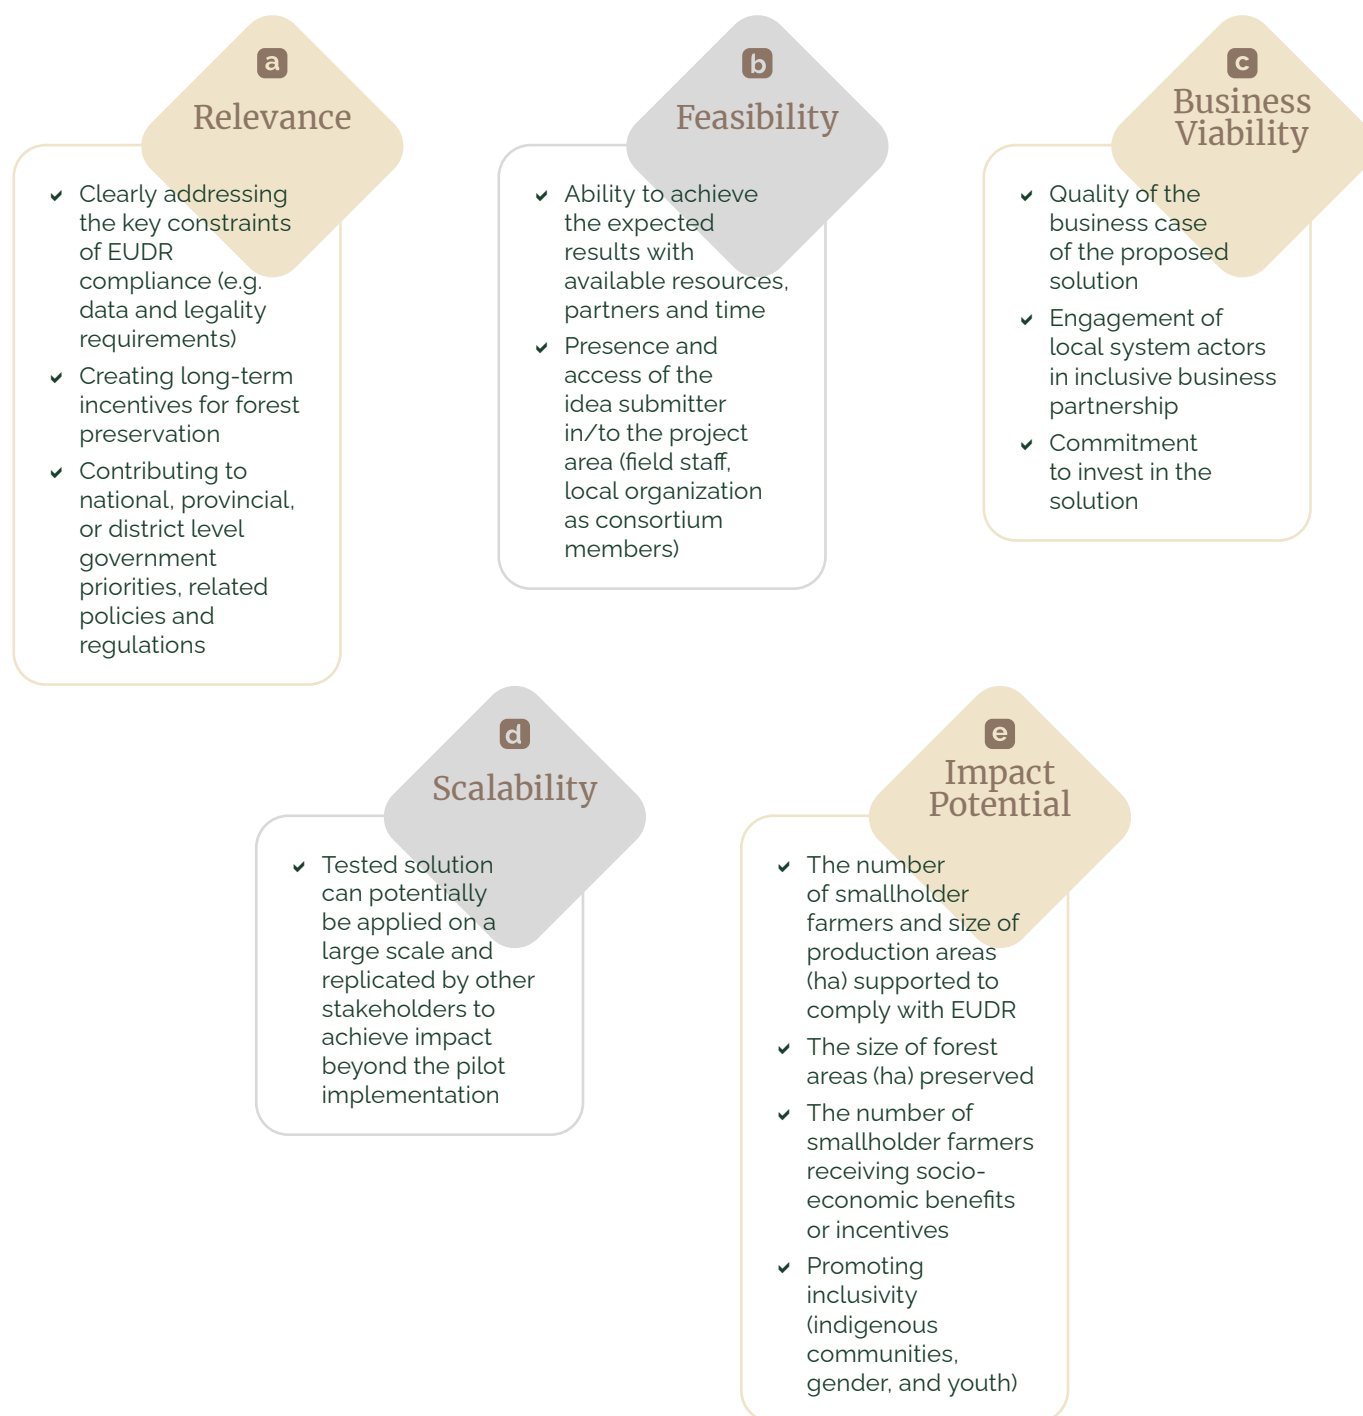 a
Relevance
Clearly addressing
the key constraints
of EUDR
compliance (e.g.
data and legality
requirements)
Creating long-term
incentives for forest
preservation
Contributing to
national, provincial,
or district level
government
priorities, related
policies and
regulations
b
Feasibility
Ability to achieve
the expected
results with
available resources,
partners and time
Presence and
access of the
idea submitter
in/to the project
area (field staff,
local organization
as consortium
members)
c
Business
Viability
Quality of the
business case
of the proposed
solution
Engagement of
local system actors
in inclusive business
partnership
Commitment
to invest in the
solution
d
Scalability
Tested solution
can potentially
be applied on a
large scale and
replicated by other
stakeholders to
achieve impact
beyond the pilot
implementation
e
Impact
Potential
The number
of smallholder
farmers and size of
production areas
(ha) supported to
comply with EUDR
The size of forest
areas (ha) preserved
The number of
smallholder farmers
receiving socio-
economic benefits
or incentives
Promoting
inclusivity
(indigenous
communities,
gender, and youth)